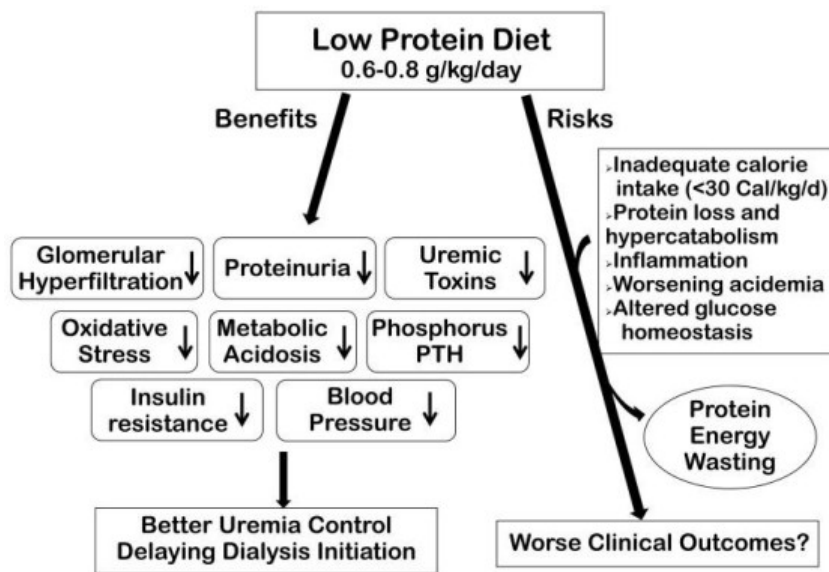 Low Protein Diet
0.6-0.8 g/kg/day
Benefits
Risks
Glomerular
Hyperfiltration
Proteinuria
Uremic
Toxins
Oxidative
Stress
Metabolic
Acidosis
Phosphorus
PTH
Insulin
resistance
Blood
Pressure
Better Uremia Control
Delaying Dialysis Initiation
Inadequate calorie
intake (<30 Cal/kg/d)
Protein loss and
hypercatabolism
Inflammation
Worsening acidemia
Altered glucose
homeostasis
Protein
Energy
Wasting
Worse Clinical Outcomes?